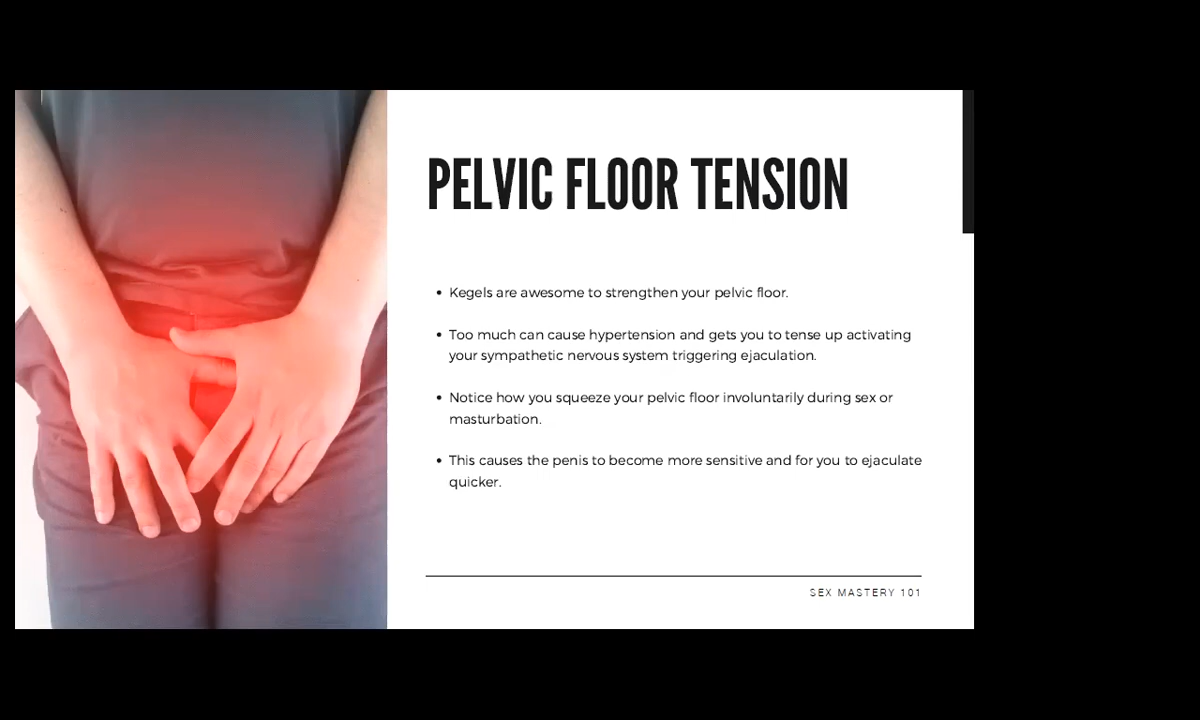 PELVIC FLOOR TENSION
• Kegels are awesome to strengthen your pelvic floor.
• Too much can cause hypertension and gets you to tense up activating
your sympathetic nervous system triggering ejaculation.
• Notice how you squeeze your pelvic floor involuntarily during sex or
masturbation.
• This causes the penis to become more sensitive and for you to ejaculate
quicker.
SEX MASTERY 101